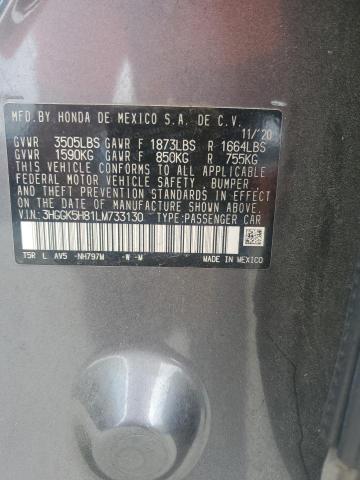 MFD.BY HONDA DE MEXICO S.A. DE C.V.
11/'20
GVWR 3505LBS GAWR F 1873LBS R 1664LBS
GVWR 1590KG GAWR F 850KG R 755KG
THIS VEHICLE CONFORMS TO ALL APPLICABLE
FEDERAL MOTOR VEHICLE SAFETY, BUMPER, AND
THEFT PREVENTION STANDARDS IN EFFECT
ON THE DATE OF MANUFACTURE SHOWN ABOVE.
V.I.N.:3HGGK5H81LM733130 TYPE:PASSENGER CAR
T5R L AV5 -NH797M -W -M MADE IN MEXICO